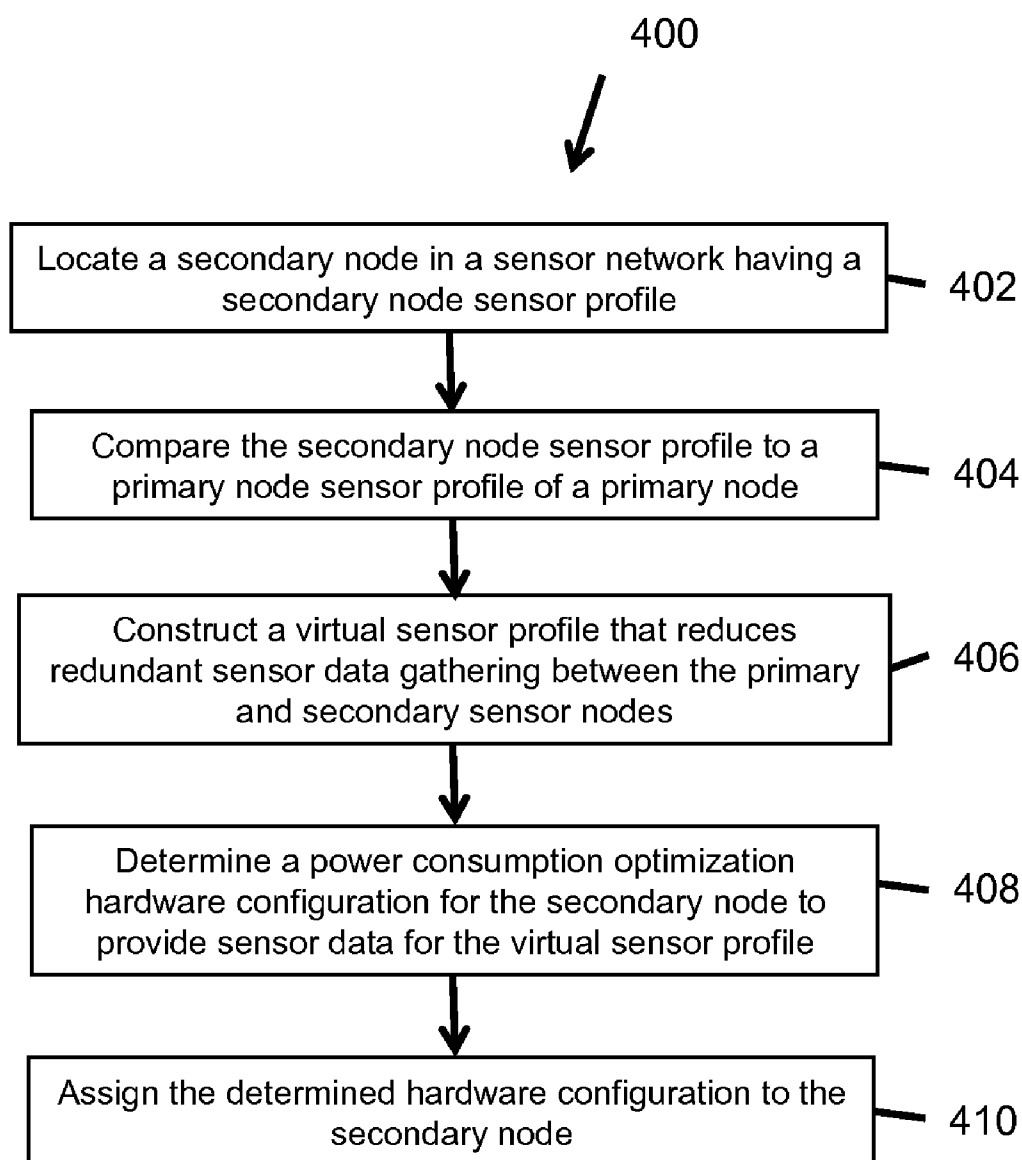 400
Locate a secondary node in a sensor network having a
secondary node sensor profile
402
Compare the secondary node sensor profile to a
primary node sensor profile of a primary node
404
Construct a virtual sensor profile that reduces
redundant sensor data gathering between the primary
and secondary sensor nodes
406
Determine a power consumption optimization
hardware configuration for the secondary node to
provide sensor data for the virtual sensor profile
408
Assign the determined hardware configuration to the
secondary node
410